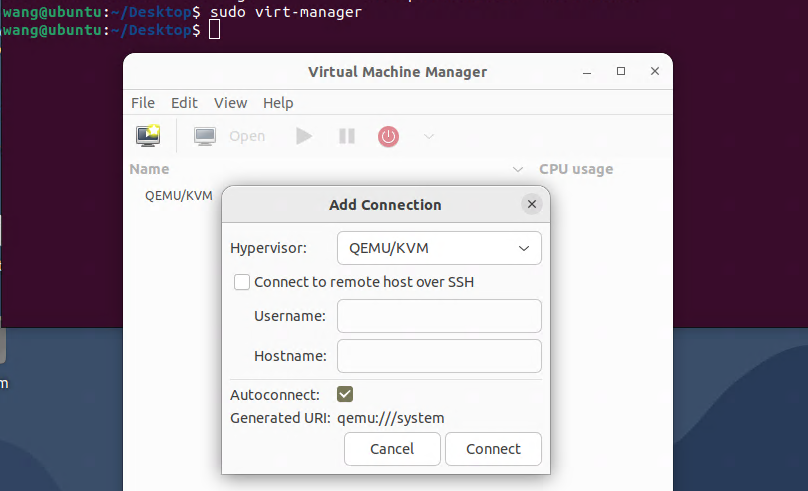 wang@ubuntu:~/Desktop$ sudo virt-manager
wang@ubuntu:~/Desktop$
Virtual Machine Manager
File Edit View Help
Open
Name CPU usage
QEMU/KVM
Add Connection
Hypervisor: QEMU/KVM
Connect to remote host over SSH
Username:
Hostname:
Autoconnect:
Generated URI: qemu:///system
Cancel Connect
m